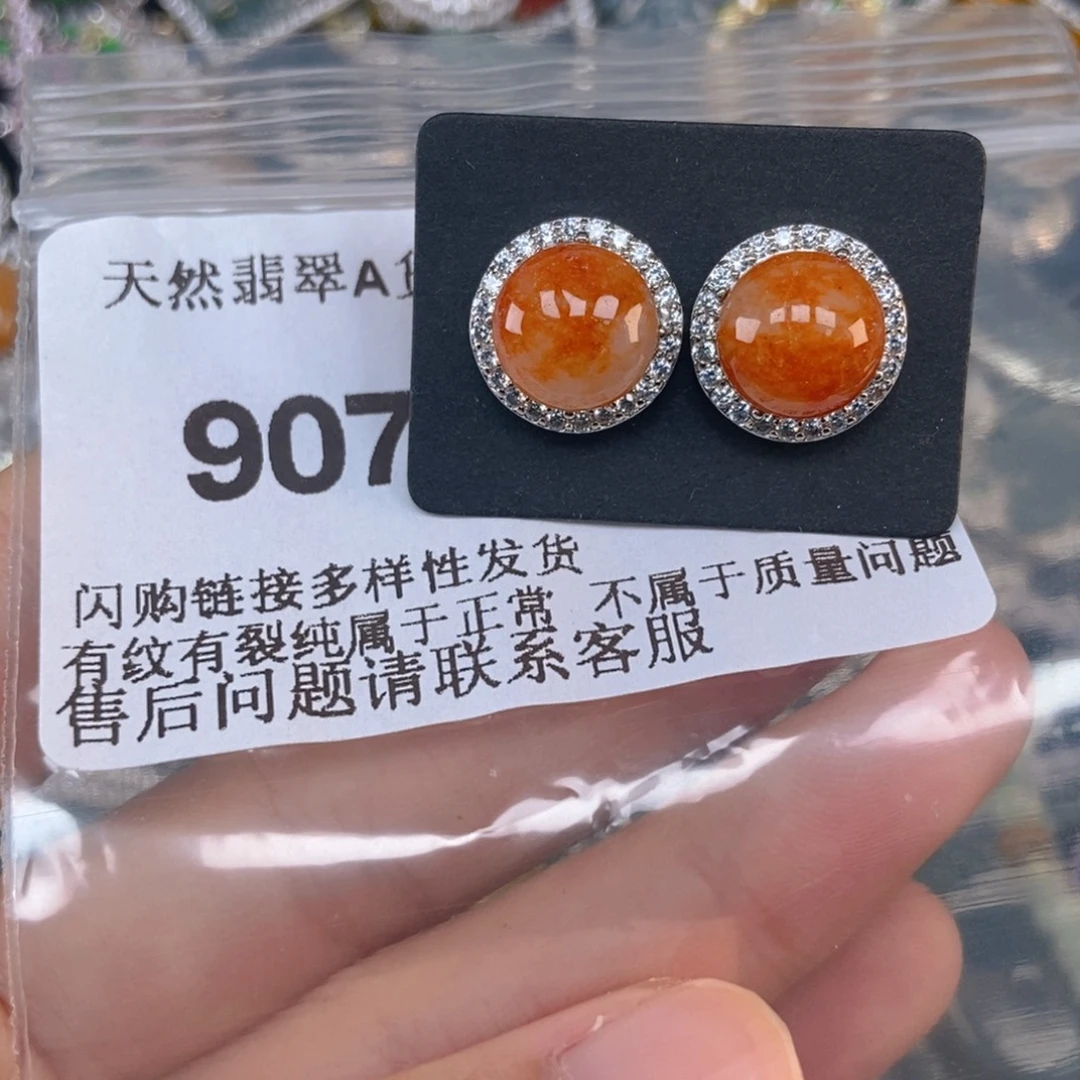 天然翡翠A货
907
闪购链接多样性发货
有纹有裂纯属于正常 不属于质量问题
售后问题请联系客服